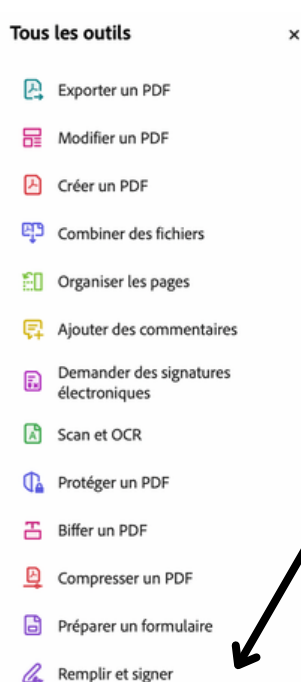 Tous les outils
Exporter un PDF
Modifier un PDF
Créer un PDF
Combiner des fichiers
Organiser les pages
Ajouter des commentaires
Demander des signatures
électroniques
Scan et OCR
Protéger un PDF
Biffer un PDF
Compresser un PDF
Préparer un formulaire
Remplir et signer